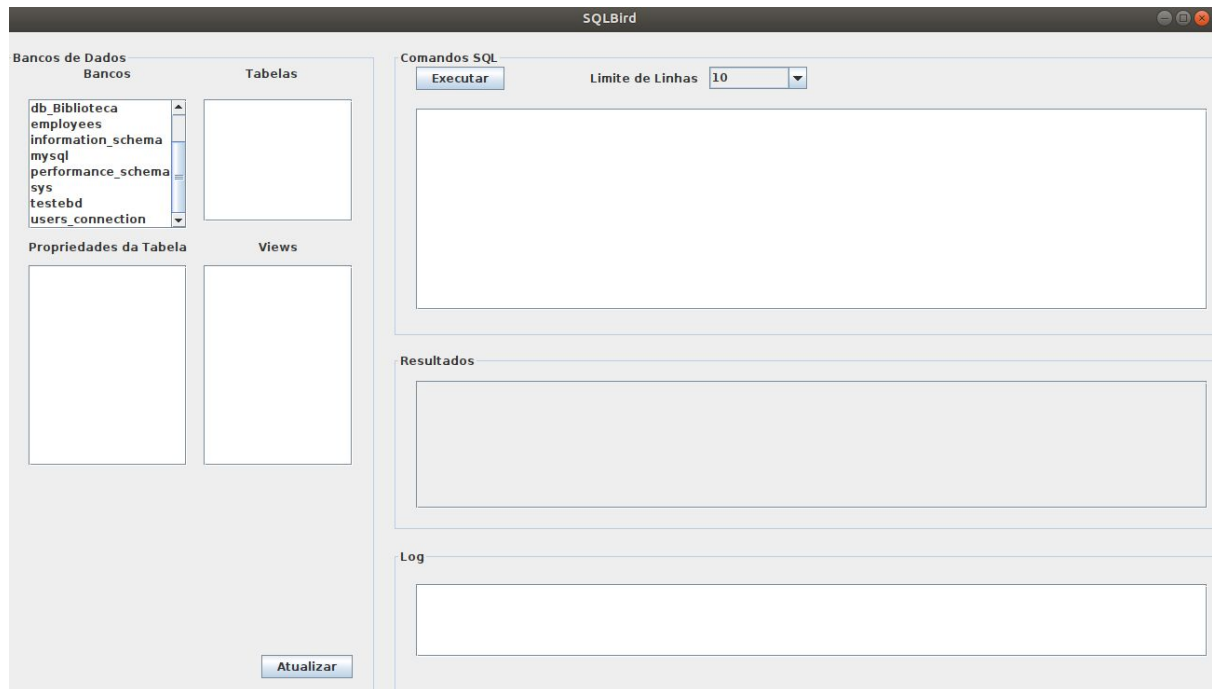 SQLBird
Bancos de Dados
Bancos
Tabelas
db_Biblioteca
employees
information_schema
mysql
performance_schema
sys
testebd
users_connection
Propriedades da Tabela
Views
Atualizar
Comandos SQL
Executar
Limite de Linhas
10
Resultados
Log